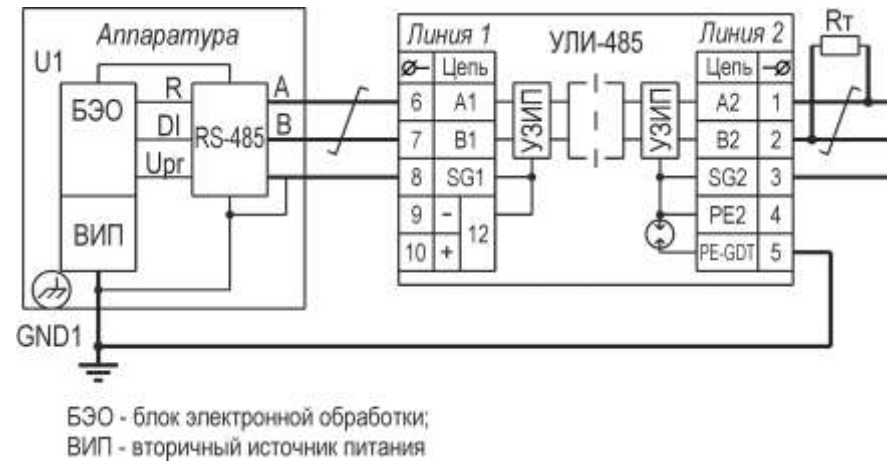 Аппаратура
U1
БЭО
R
DI
Upr
RS-485
A
B
ВИП
GND1
Линия 1
УЛИ-485
Линия 2
Rт
Цепь
Цепь
6 A1
7 B1
8 SG1
9 -
10 +
12
УЗИП
УЗИП
A2 1
B2 2
SG2 3
PE2 4
PE-GDT 5
БЭО - блок электронной обработки;
ВИП - вторичный источник питания